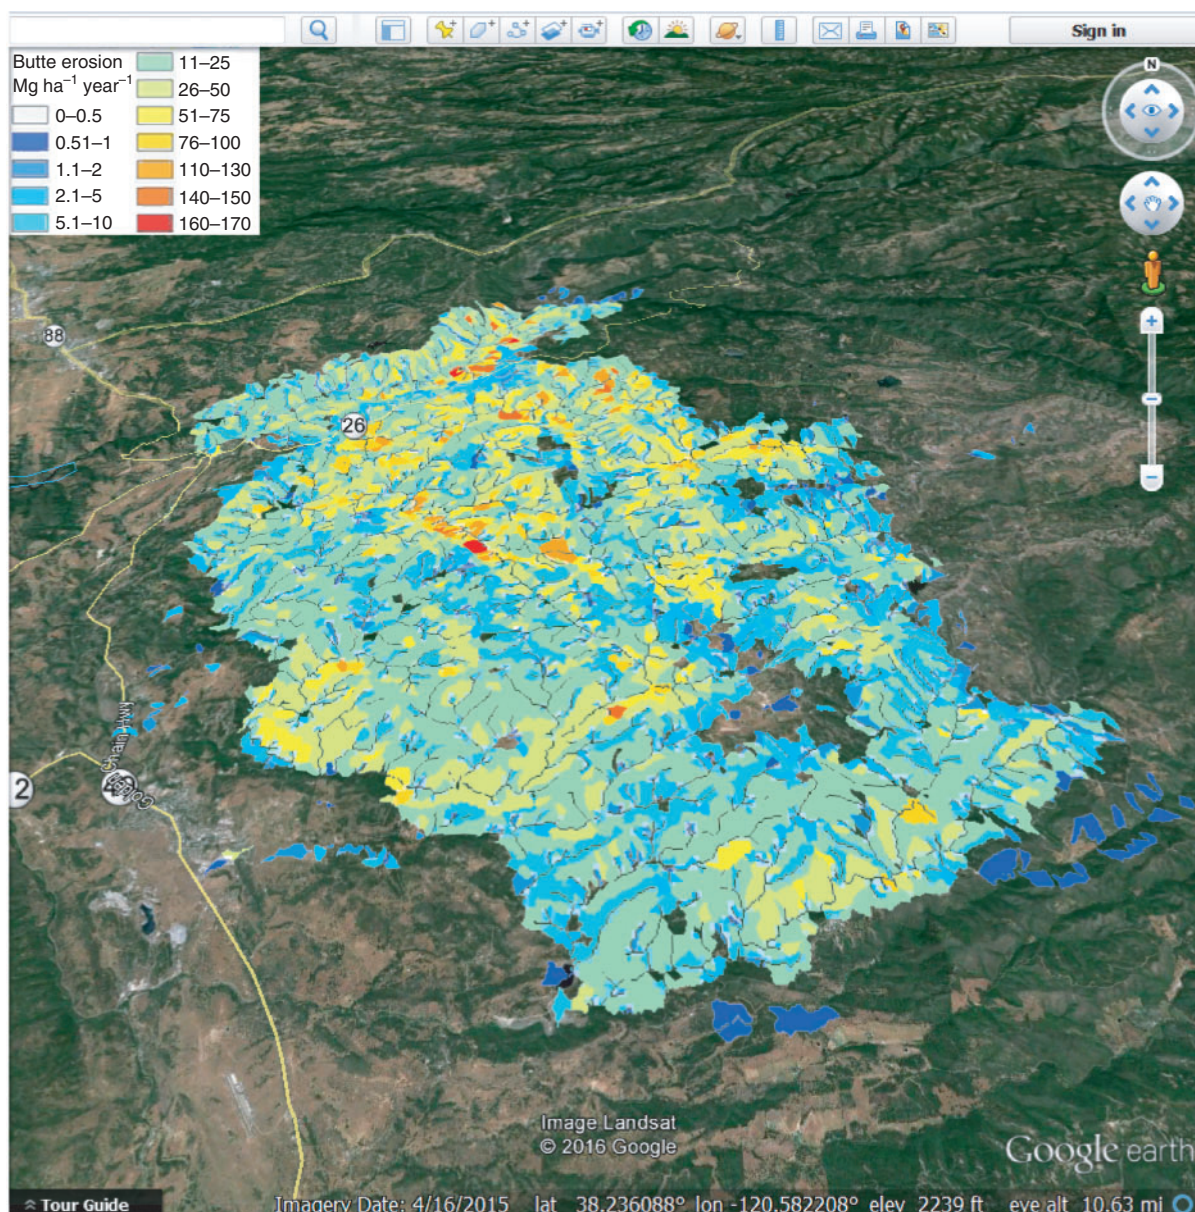 Sign in
Butte erosion
Mg ha⁻¹ year⁻¹
0–0.5
0.51–1
1.1–2
2.1–5
5.1–10
11–25
26–50
51–75
76–100
110–130
140–150
160–170
N
88
26
2
Image Landsat
© 2016 Google
Google earth
Tour Guide
Imagery Date: 4/16/2015 lat 38.236088° lon -120.582208° elev 2239 ft eye alt 10.63 mi